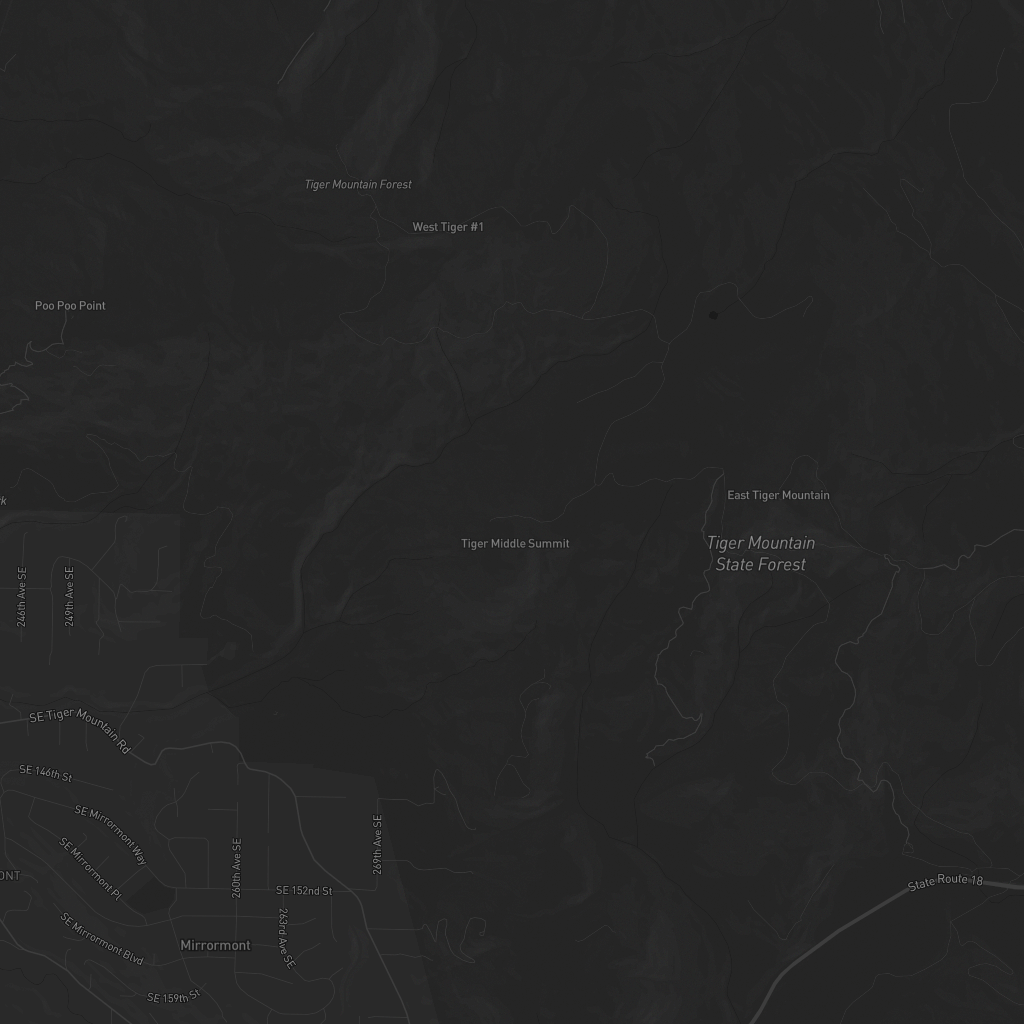 Tiger Mountain Forest
West Tiger #1
Poo Poo Point
East Tiger Mountain
rk
Tiger Middle Summit
Tiger Mountain
State Forest
246th Ave SE
249th Ave SE
SE Tiger Mountain Rd
SE 146th St
SE Mirrormont Way
SE Mirrormont Pl
260th Ave SE
269th Ave SE
ONT
SE 152nd St
State Route 18
SE Mirrormont Blvd
263rd Ave SE
Mirrormont
SE 159th St